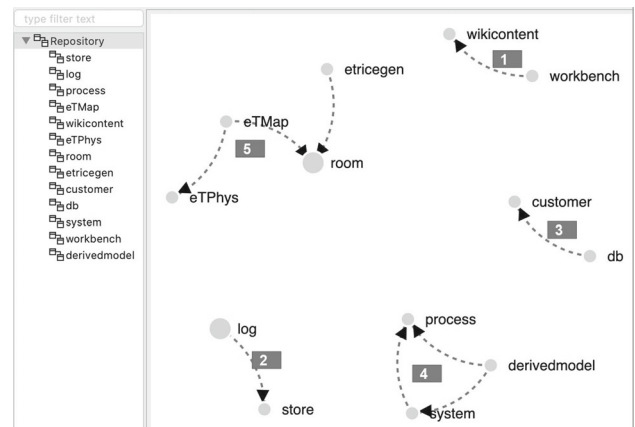 type filter text
Repository
store
log
process
eTMap
wikicontent
eTPhys
room
etricegen
customer
db
system
workbench
derivedmodel
wikicontent
1
workbench
etricegen
eTMap
5
room
eTPhys
customer
3
db
log
2
store
process
derivedmodel
4
system